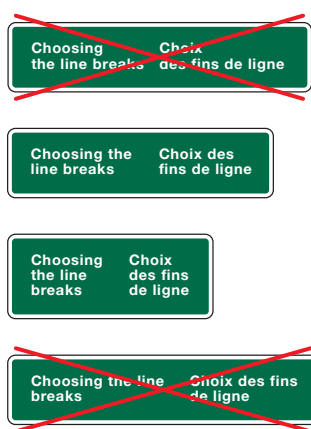 Choosing
the line breaks
Choix
des fins de ligne
Choosing the
line breaks
Choix des
fins de ligne
Choosing
the line
breaks
Choix
des fins
de ligne
Choosing the line
breaks
Choix des fins
de ligne